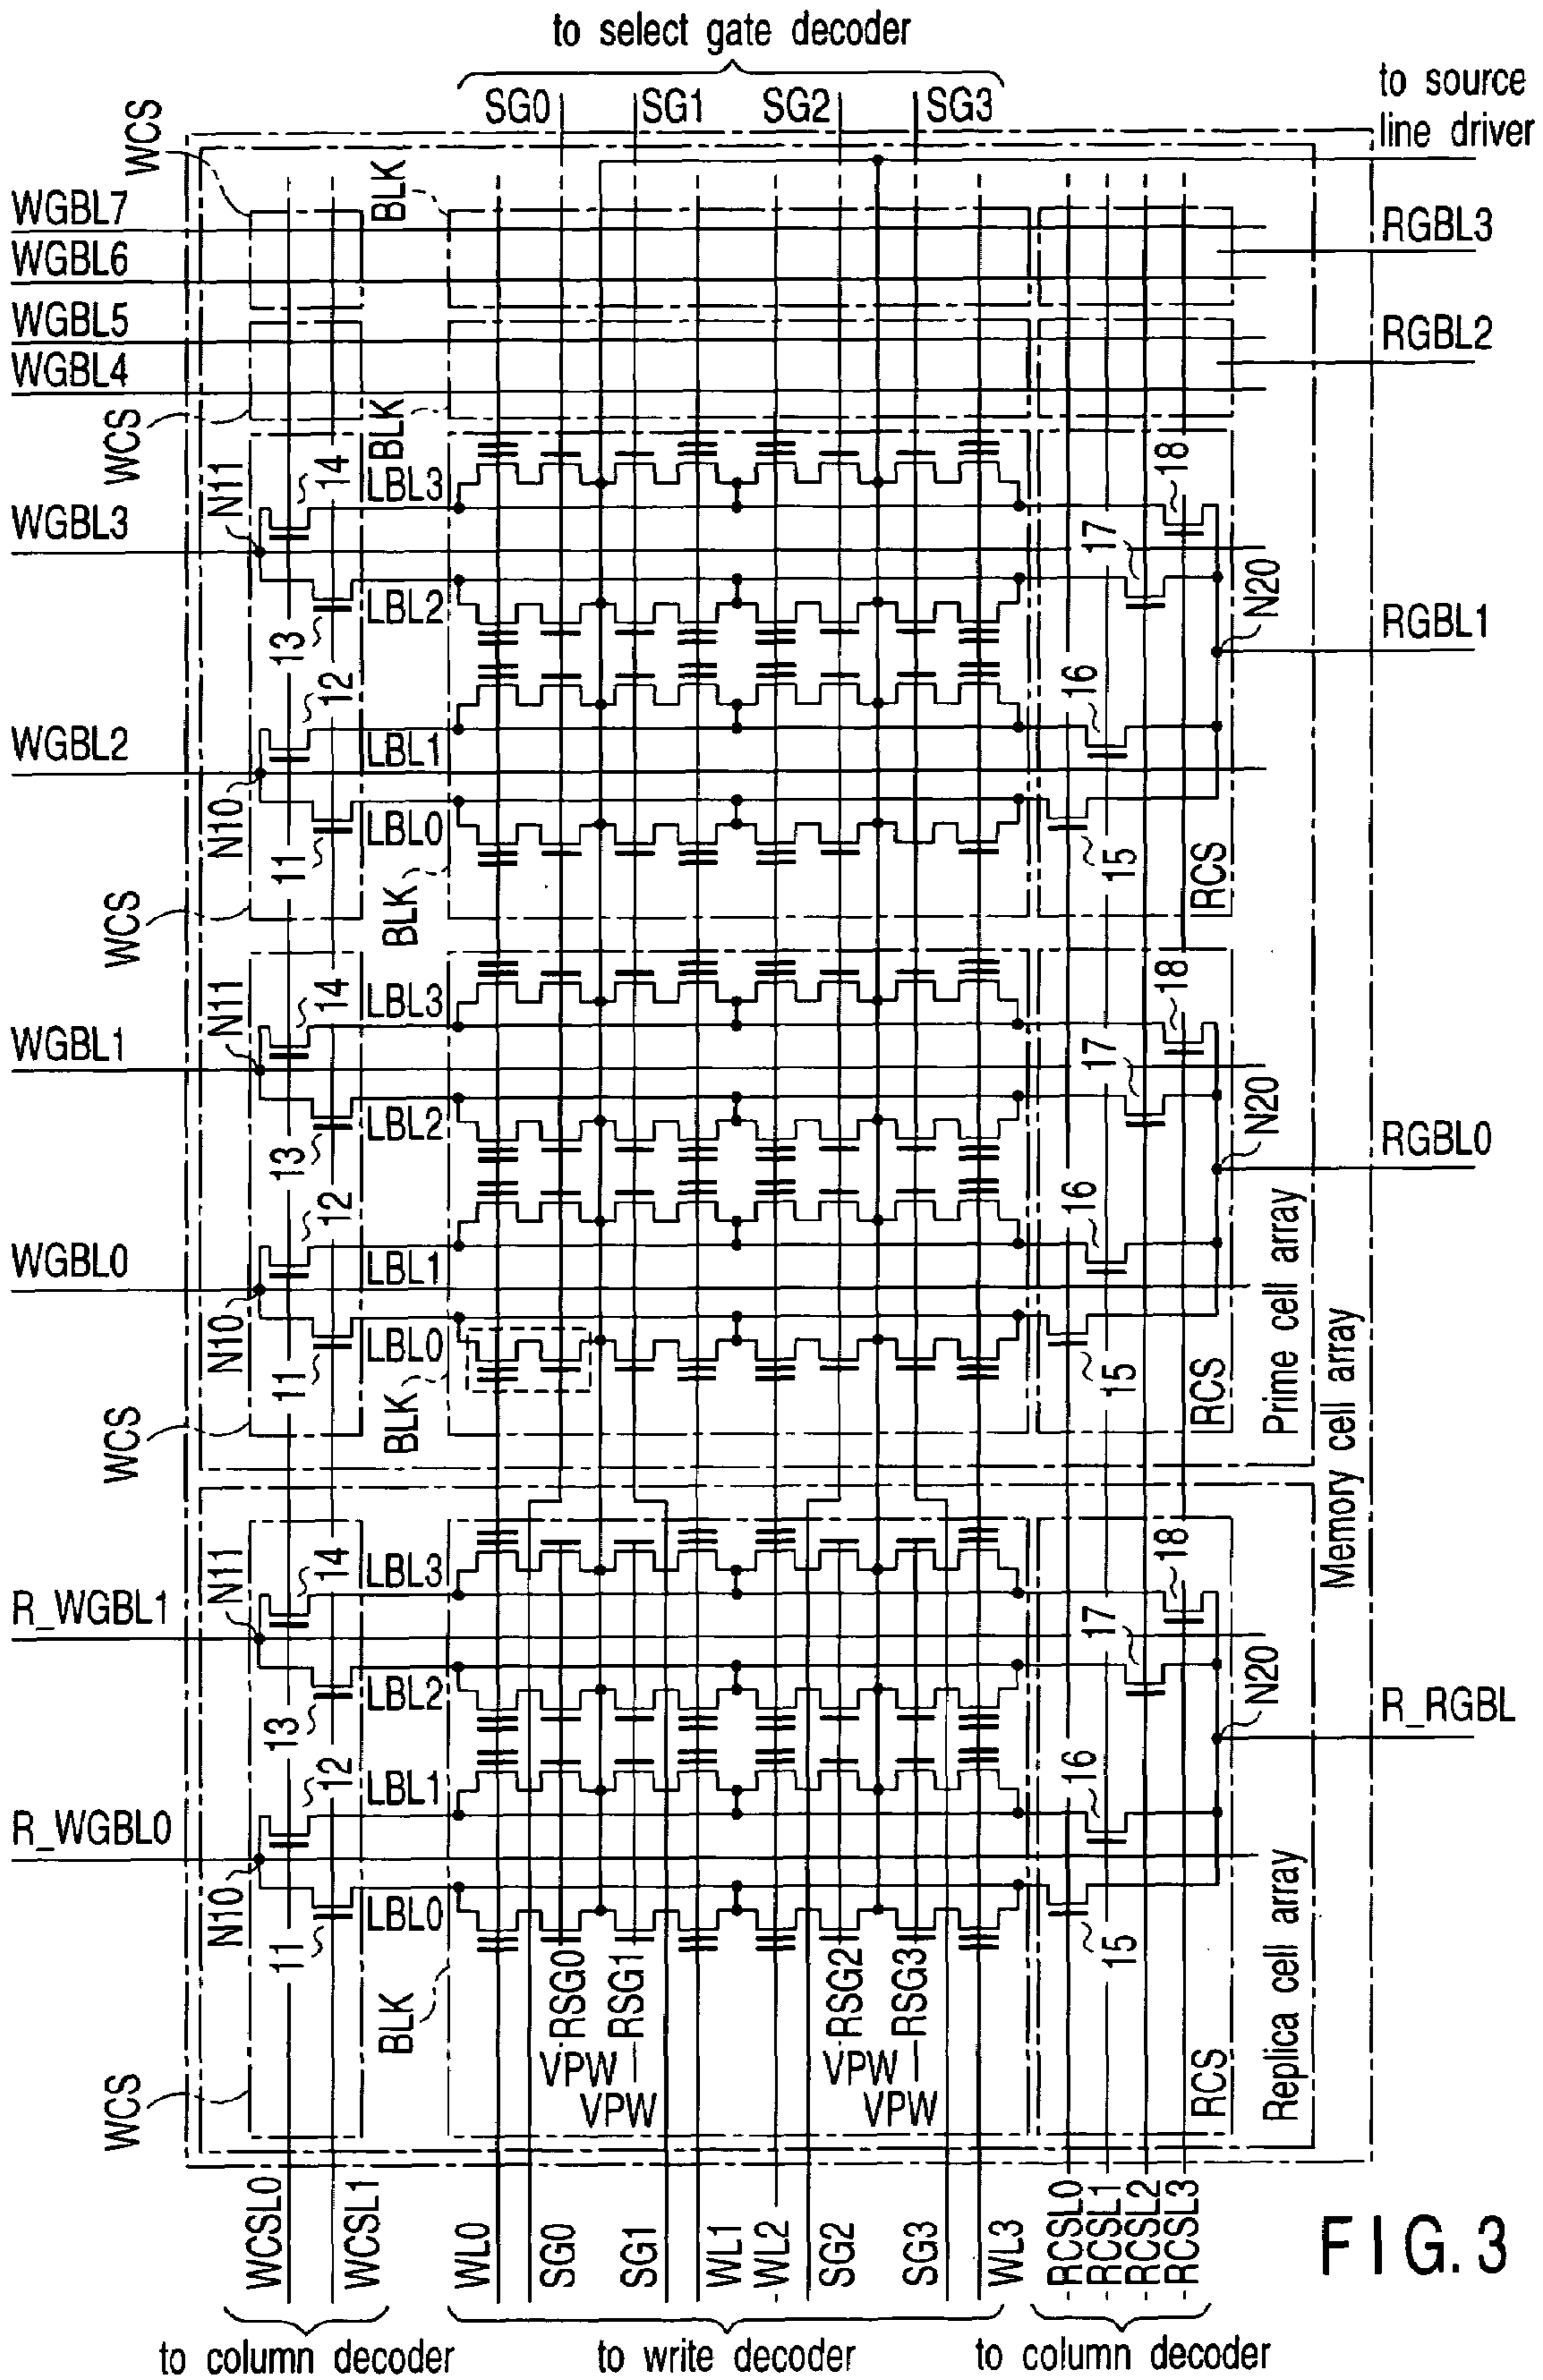 to select gate decoder
SG0 SG1 SG2 SG3
to source
line driver
WCS
BLK
WGBL7
RGBL3
WGBL6
WGBL5
RGBL2
WGBL4
WCS
BLK
N11
14
LBL3
18
WGBL3
17
N20
LBL2
13
RGBL1
12
16
WGBL2
LBL1
N10
LBL0
11
15
RCS
BLK
WCS
N11
14
LBL3
18
WGBL1
17
N20
LBL2
13
RGBL0
12
16
WGBL0
LBL1
N10
LBL0
11
15
RCS
BLK
WCS
Prime cell array
Memory cell array
N11
14
LBL3
18
R_WGBL1
17
N20
LBL2
13
R_RGBL
12
16
LBL1
R_WGBL0
N10
LBL0
11
15
RSG0 RSG1 RSG2 RSG3
BLK
VPW VPW
VPW VPW
RCS
WCS
Replica cell array
WCSL0 WCSL1 WL0 SG0 SG1 WL1 WL2 SG2 SG3 WL3 RCSL0 RCSL1 RCSL2 RCSL3
FIG. 3
to column decoder to write decoder to column decoder